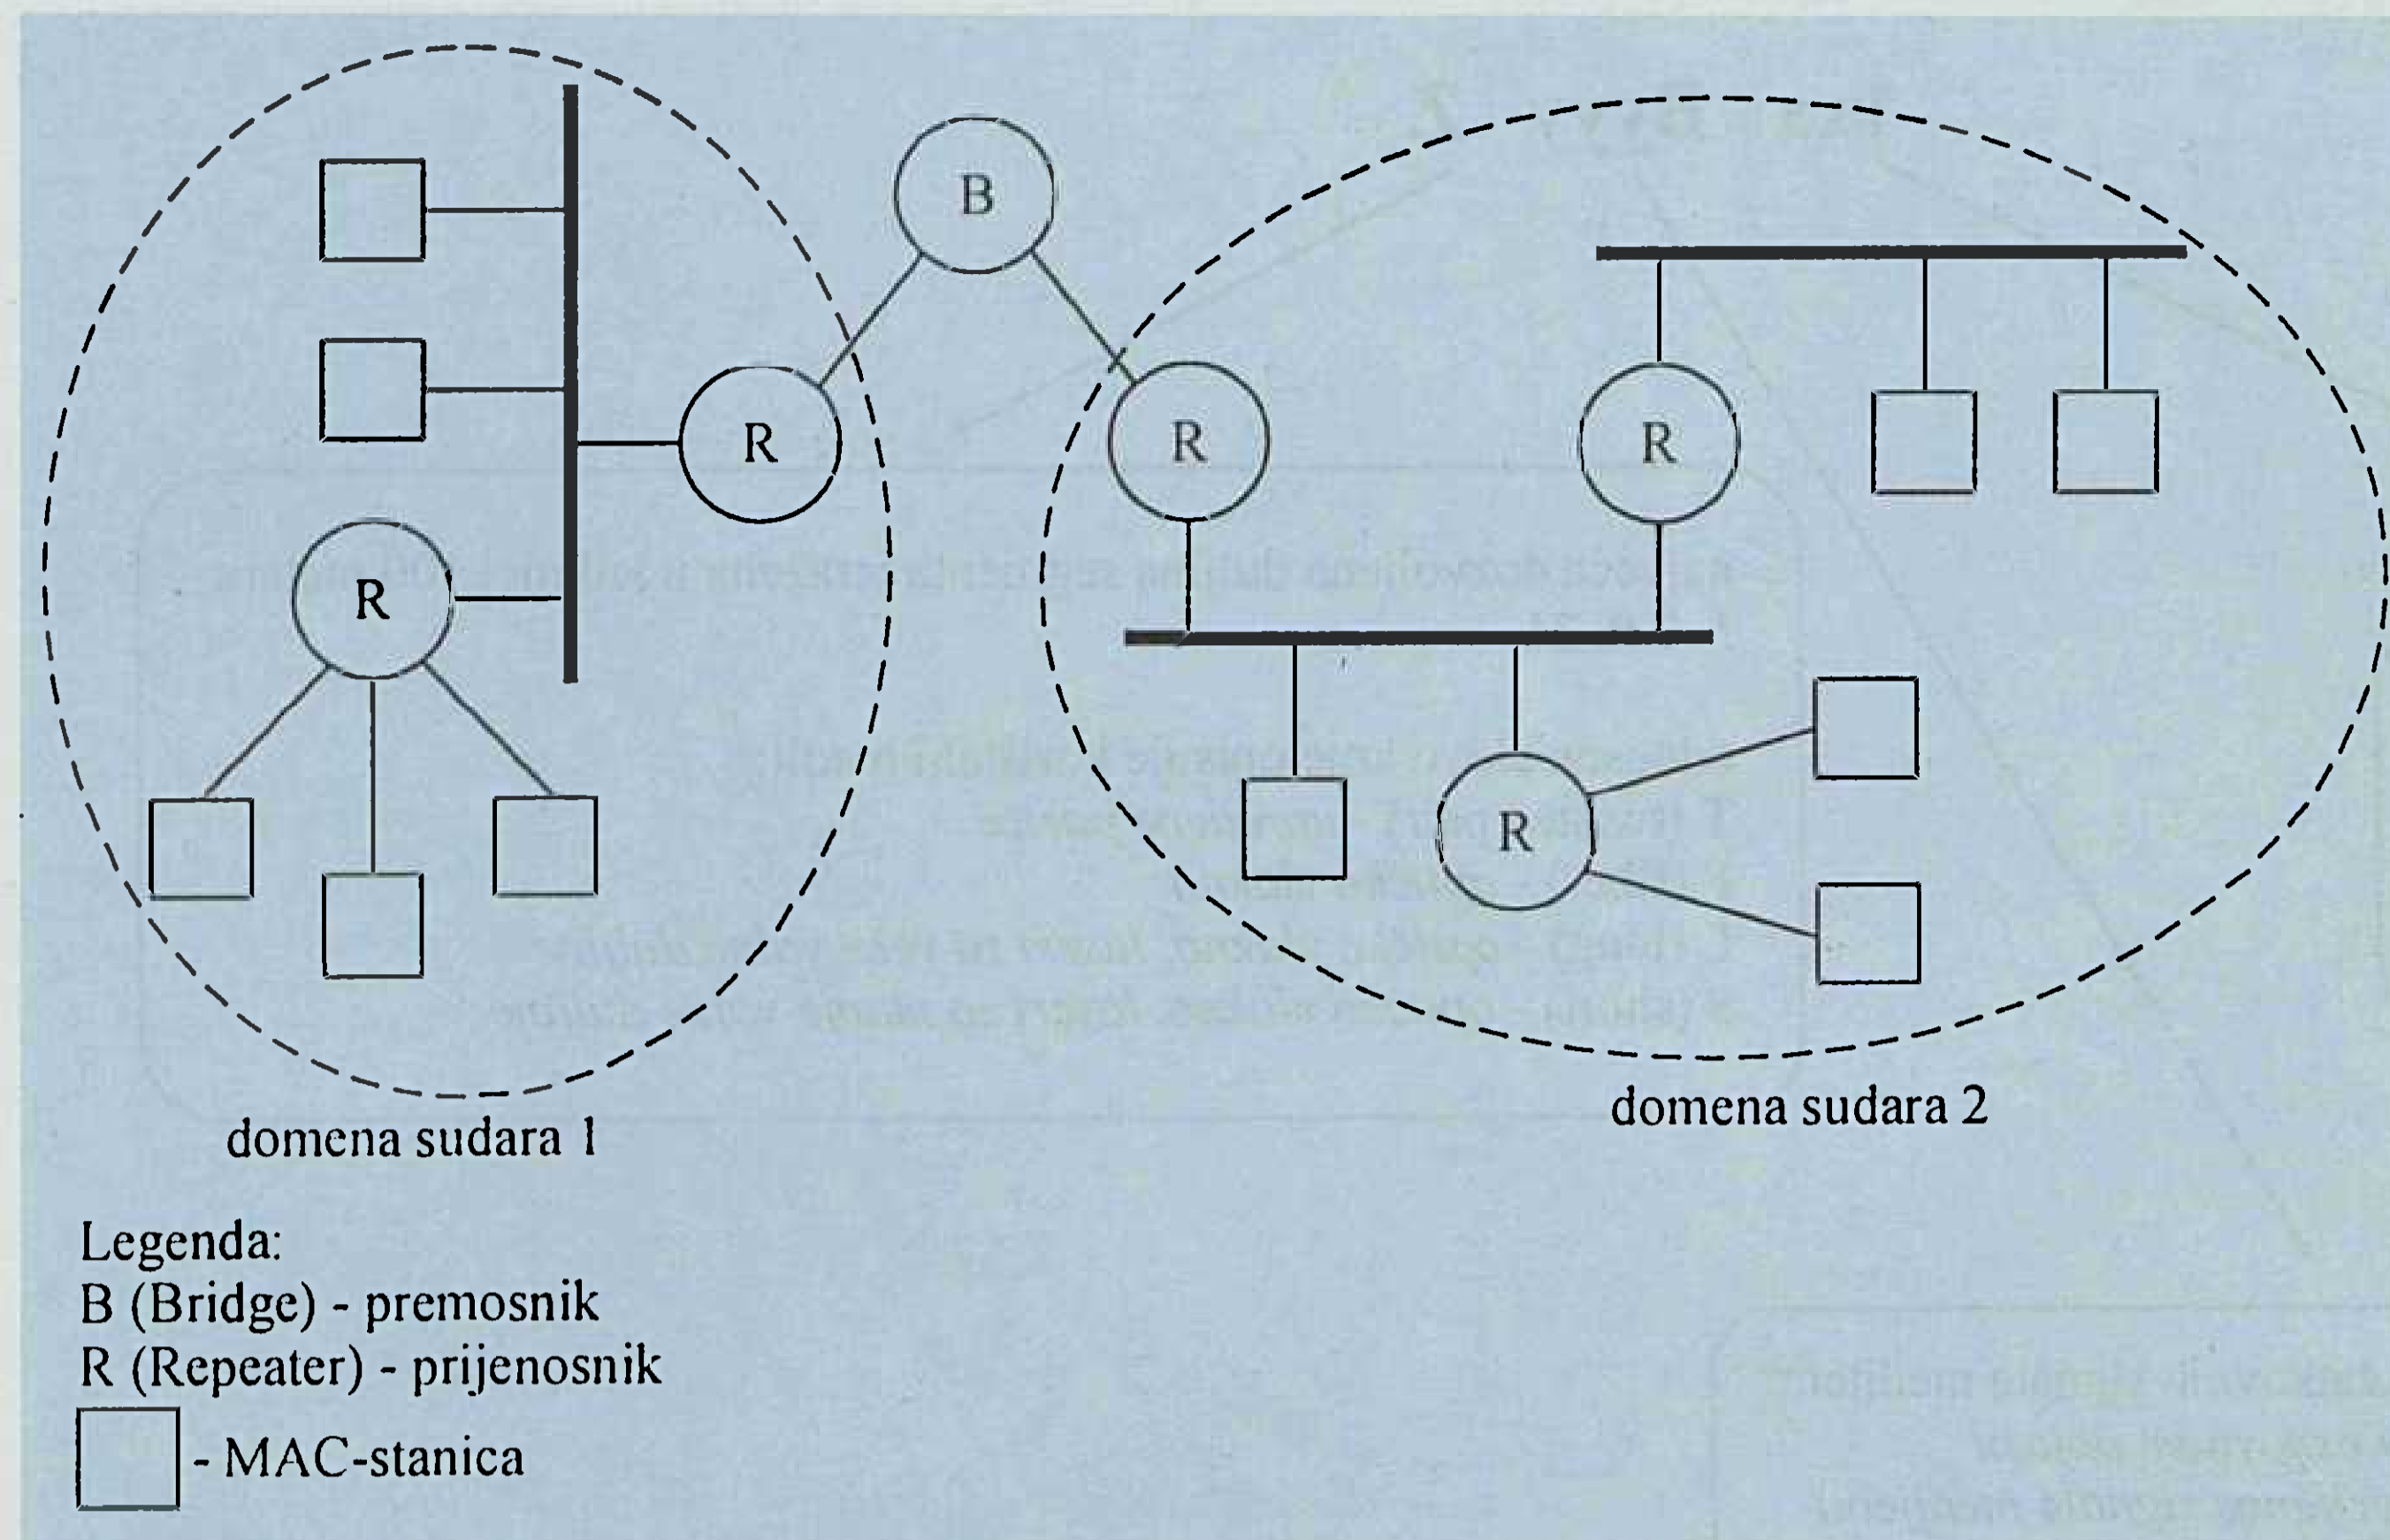 B
R
R
R
R
R
domena sudara 1
domena sudara 2
Legenda:
B (Bridge) - premosnik
R (Repeater) - prijenosnik
- MAC-stanica